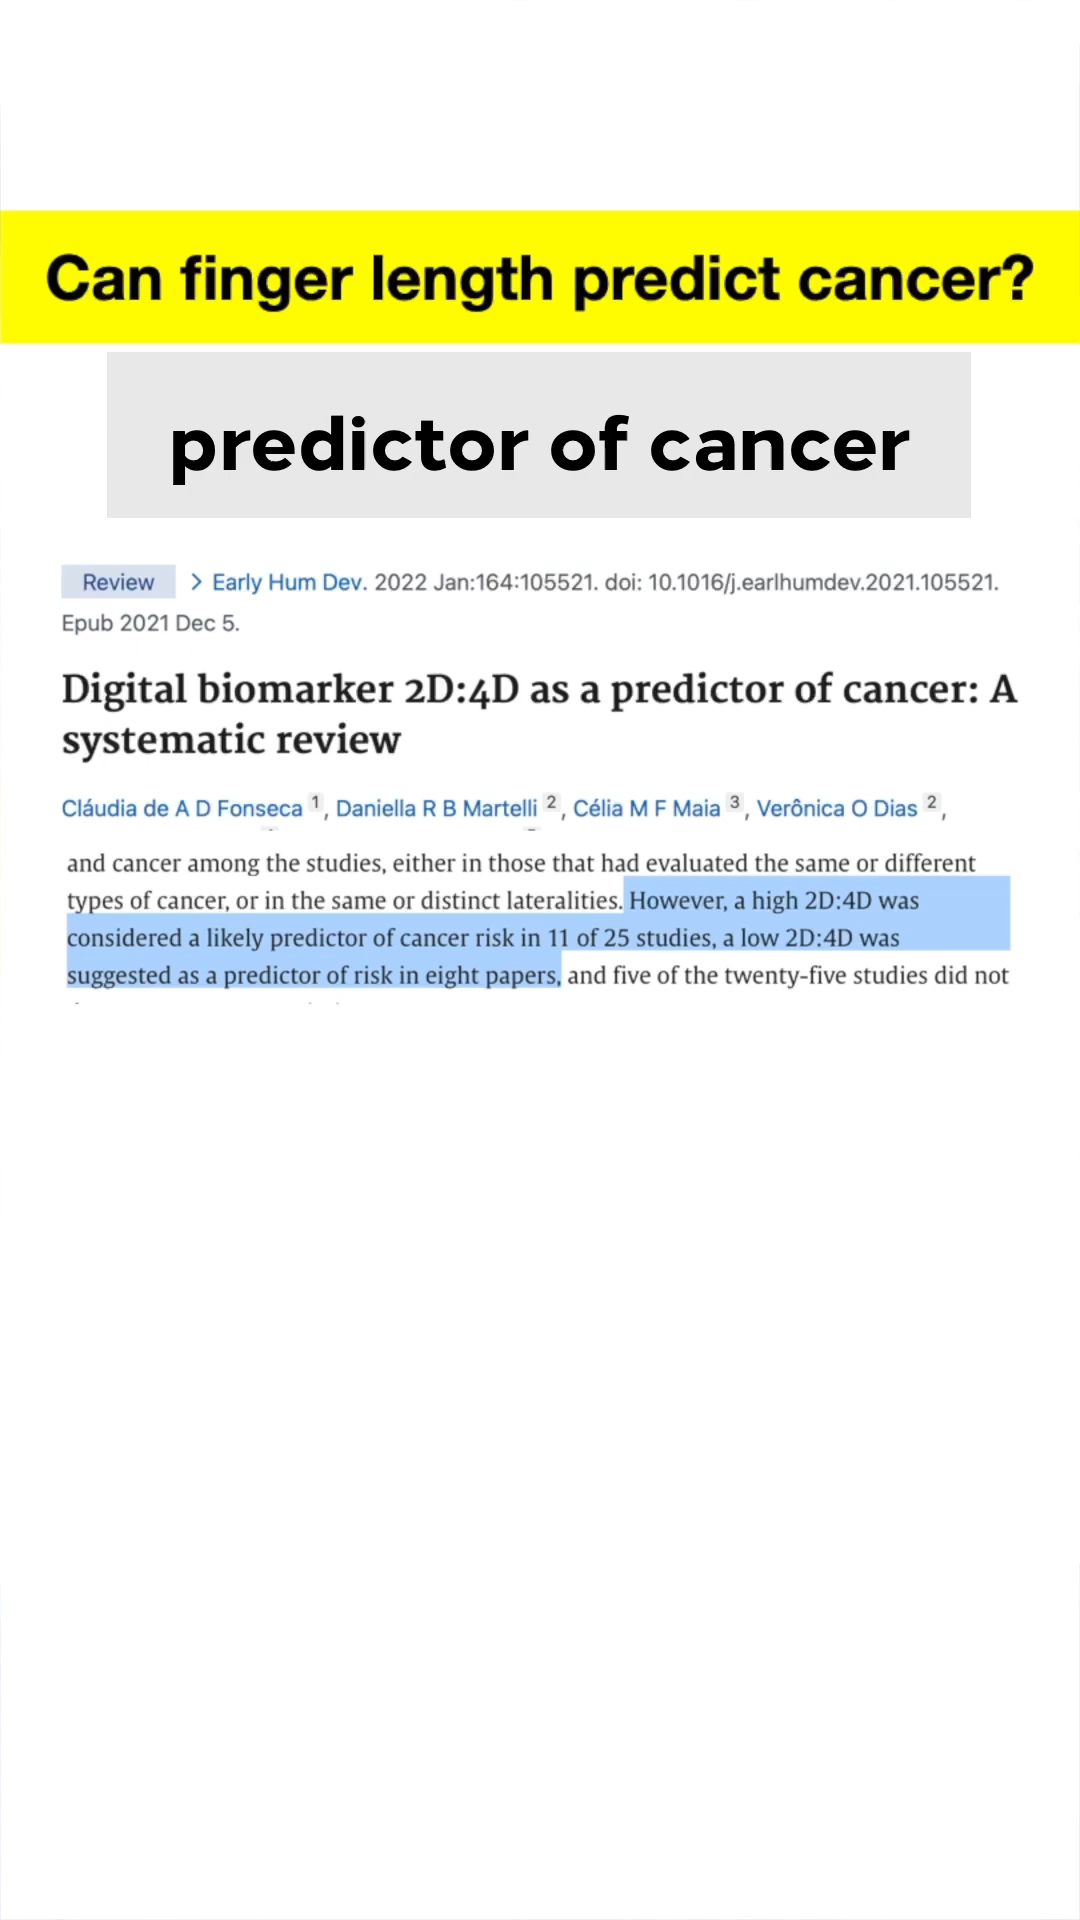 Can finger length predict cancer?
predictor of cancer
Review > Early Hum Dev. 2022 Jan:164:105521. doi: 10.1016/j.earlhumdev.2021.105521.
Epub 2021 Dec 5.
Digital biomarker 2D:4D as a predictor of cancer: A
systematic review
Cláudia de A D Fonseca 1, Daniella R B Martelli 2, Célia M F Maia 3, Verônica O Dias 2,
and cancer among the studies, either in those that had evaluated the same or different
types of cancer, or in the same or distinct lateralities. However, a high 2D:4D was
considered a likely predictor of cancer risk in 11 of 25 studies, a low 2D:4D was
suggested as a predictor of risk in eight papers, and five of the twenty-five studies did not